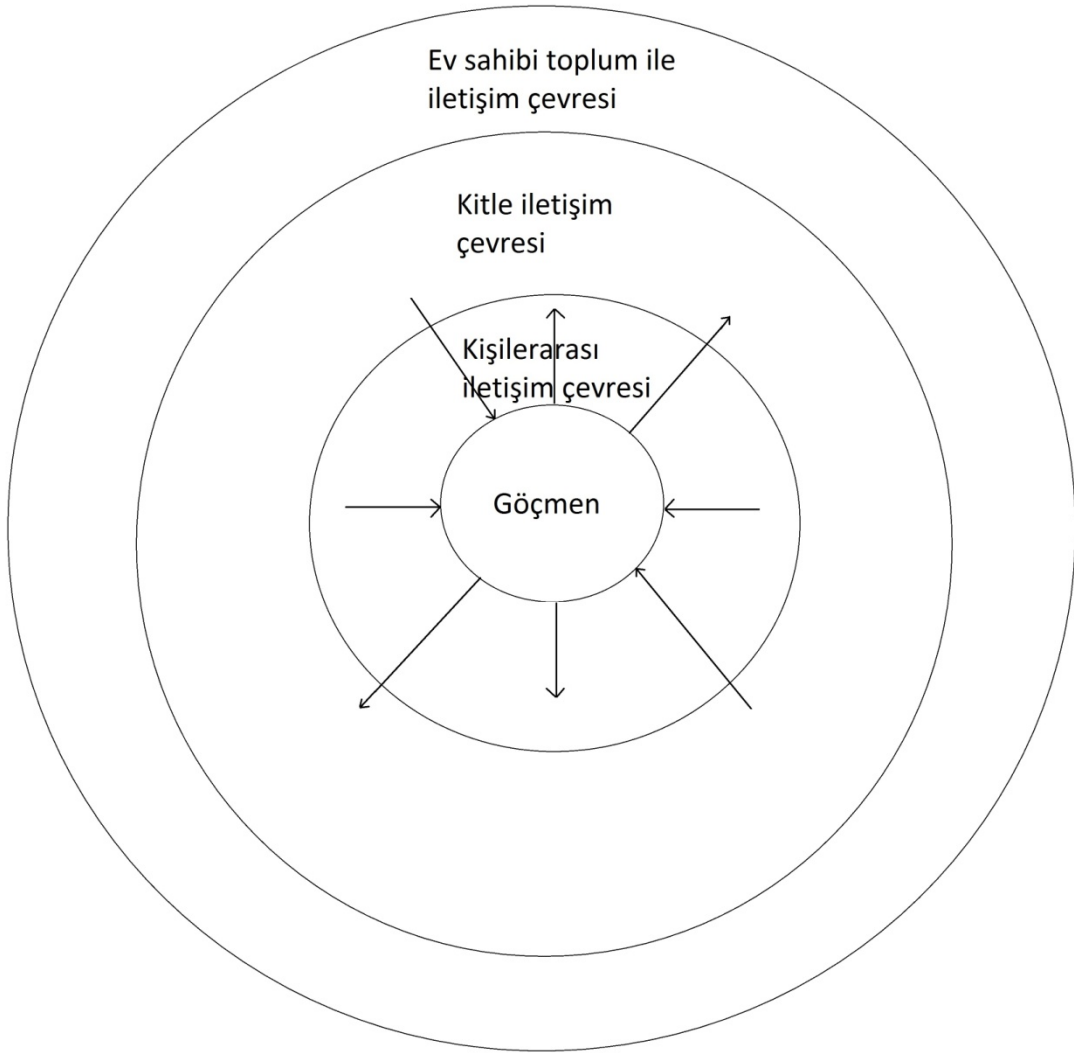 Ev sahibi toplum ile
iletişim çevresi
Kitle iletişim
çevresi
Kişilerarası
iletişim çevresi
Göçmen